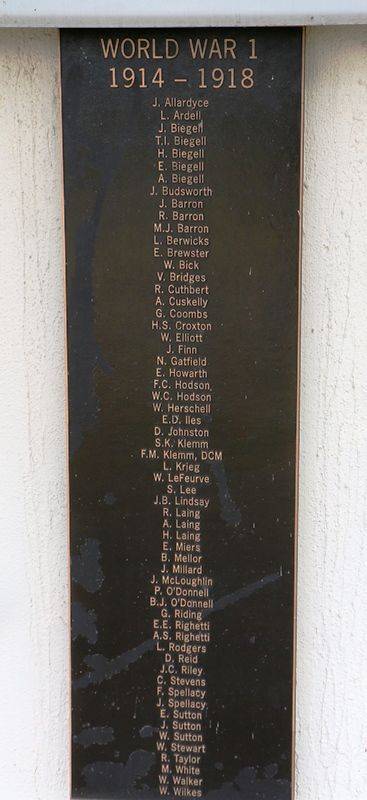 WORLD WAR 1
1914 – 1918
J. Allardyce
L. Ardell
J. Biegell
T.I. Biegell
H. Biegell
E. Biegell
A. Biegell
J. Budsworth
J. Barron
R. Barron
M.J. Barron
L. Berwicks
E. Brewster
W. Bick
V. Bridges
R. Cuthbert
A. Cuskelly
G. Coombs
H.S. Croxton
W. Elliott
J. Finn
N. Gatfield
E. Howarth
F.C. Hodson
W.C. Hodson
W. Herschell
E.D. Iles
D. Johnston
S.K. Klemm
F.M. Klemm, DCM
L. Krieg
W. LeFeurve
S. Lee
J.B. Lindsay
R. Laing
A. Laing
H. Laing
E. Miers
B. Mellor
J. Millard
J. McLoughlin
P. O'Donnell
B.J. O'Donnell
G. Riding
E.E. Righetti
A.S. Righetti
L. Rodgers
D. Reid
J.C. Riley
C. Stevens
F. Spellacy
J. Spellacy
E. Sutton
J. Sutton
W. Sutton
W. Stewart
R. Taylor
M. White
W. Walker
W. Wilkes